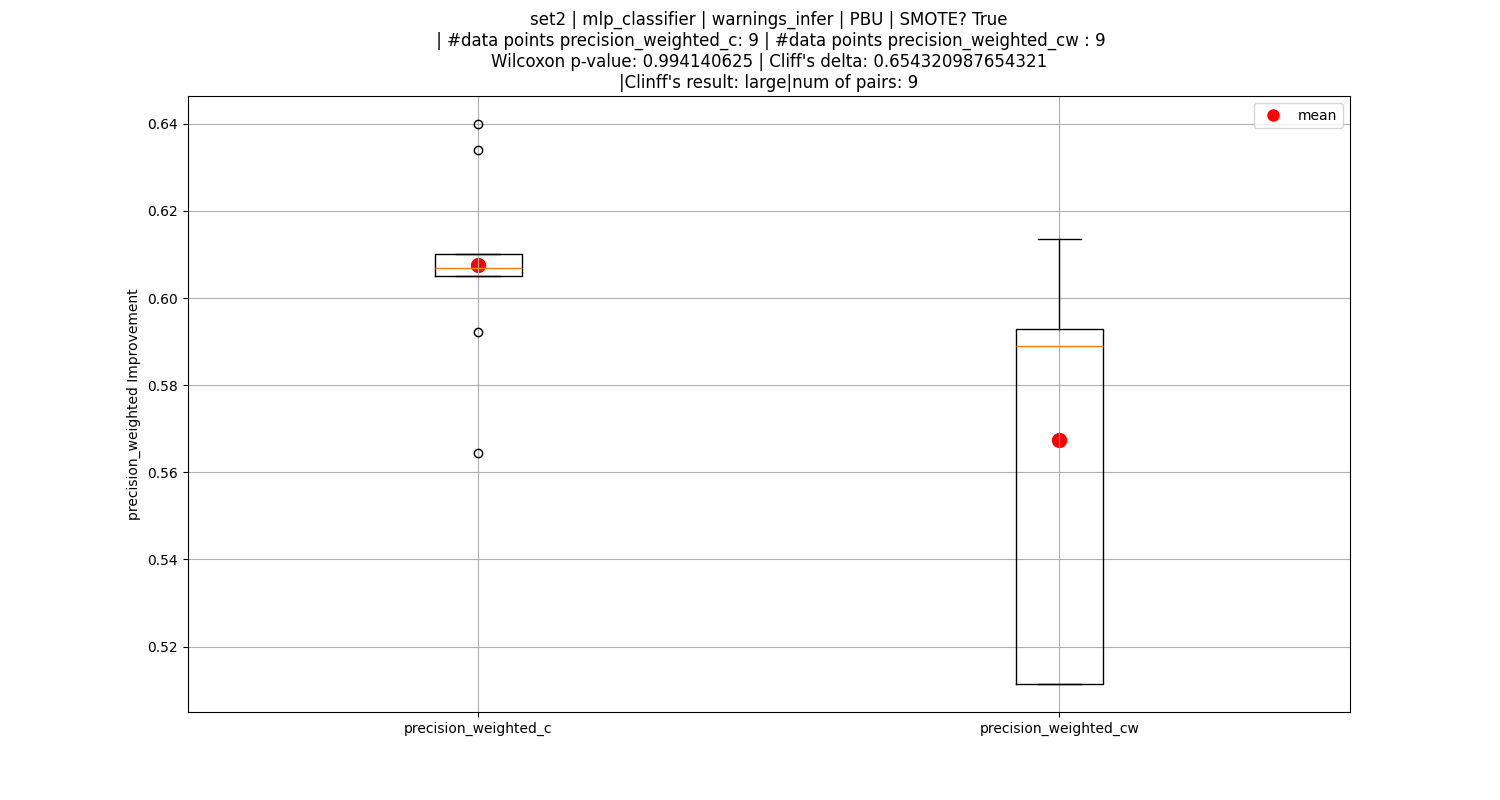 set2 | mlp_classifier | warnings_infer | PBU | SMOTE? True
| #data points precision_weighted_c: 9 | #data points precision_weighted_cw : 9
Wilcoxon p-value: 0.994140625 | Cliff's delta: 0.654320987654321
|Clinff's result: large|num of pairs: 9
mean
0.64
0.62
0.60
0.58
0.56
0.54
0.52
precision_weighted Improvement
precision_weighted_c
precision_weighted_cw